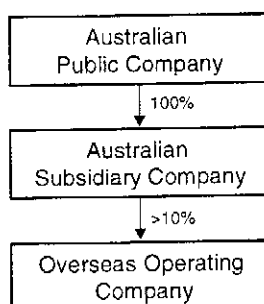 Australian
Public Company
100%
Australian
Subsidiary Company
>10%
Overseas Operating
Company